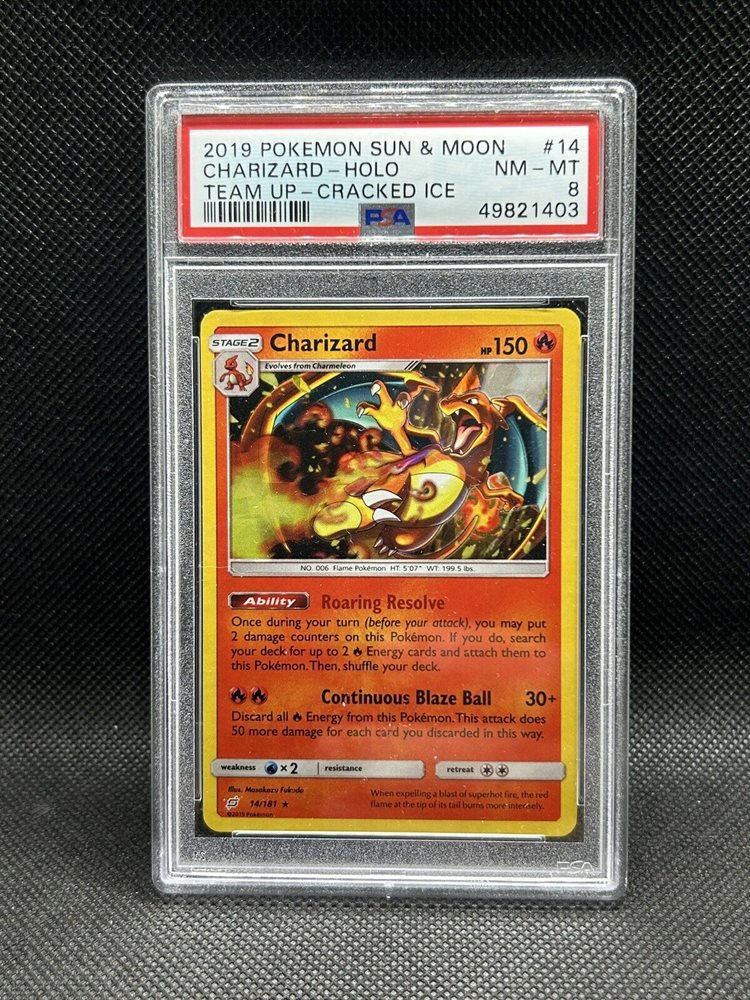 2019 POKEMON SUN & MOON #14
CHARIZARD - HOLO NM - MT
TEAM UP - CRACKED ICE 8
PSA 49821403
STAGE 2 Charizard HP 150
Evolves from Charmeleon
NO. 006 Flame Pokémon HT: 5'07" WT: 199.5 lbs.
Ability Roaring Resolve
Once during your turn (before your attack), you may put
2 damage counters on this Pokémon. If you do, search
your deck for up to 2 Energy cards and attach them to
this Pokémon. Then, shuffle your deck.
Continuous Blaze Ball 30+
Discard all Energy from this Pokémon. This attack does
50 more damage for each card you discarded in this way.
weakness ×2 resistance retreat
Illus. Masakazu Fukuda
When expelling a blast of superhot fire, the red
14/181 ★ flame at the tip of its tail burns more intensely.
©2019 Pokémon
PSA